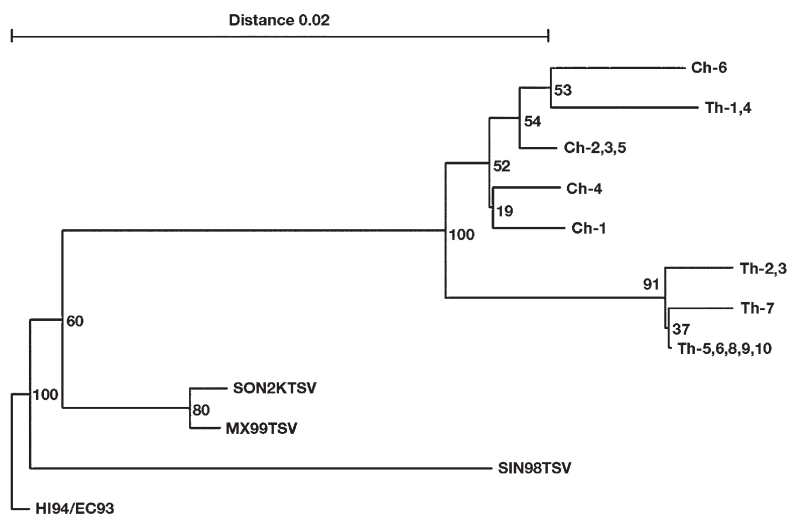 Distance 0.02
Ch-6
53
Th-1,4
54
Ch-2,3,5
52
Ch-4
19
Ch-1
100
Th-2,3
91
Th-7
37
Th-5,6,8,9,10
60
SON2KTSV
80
MX99TSV
100
SIN98TSV
HI94/EC93